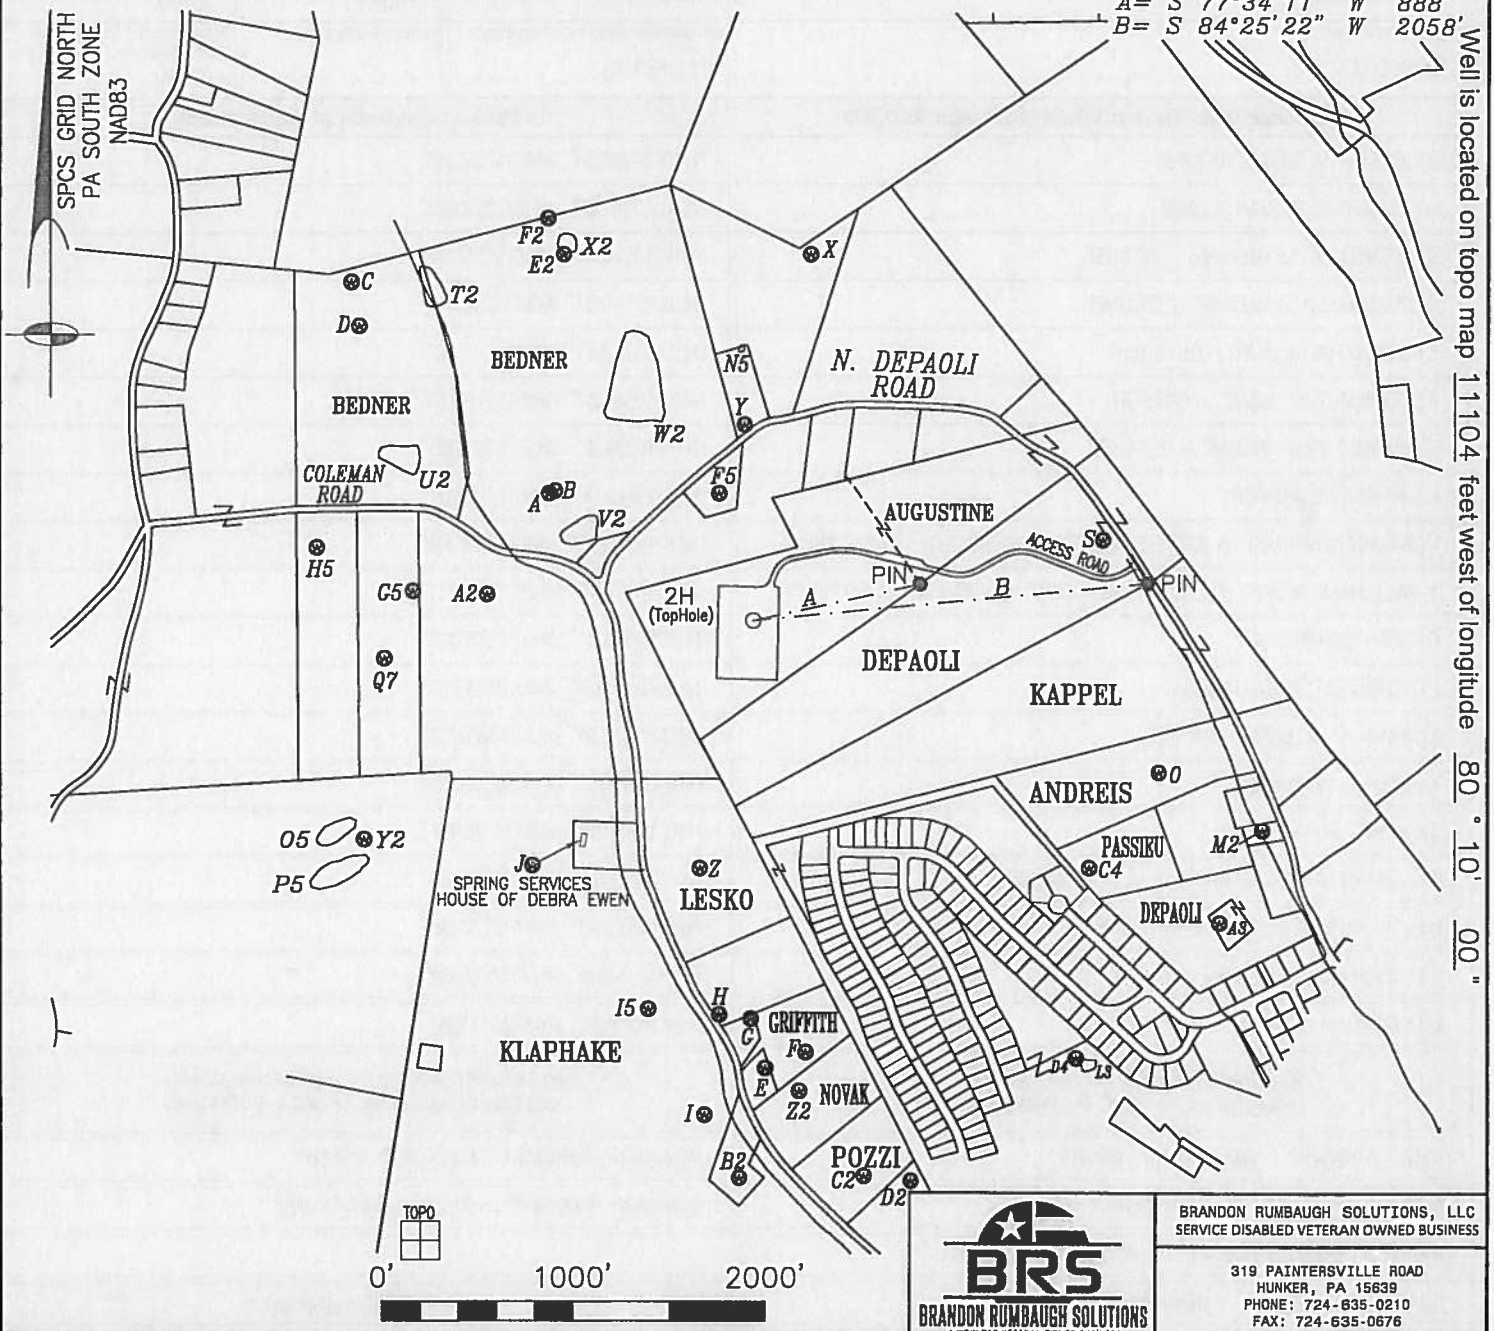 A= S 77°34'11" W 888'
B= S 84°25'22" W 2058'
SPCS GRID NORTH
PA SOUTH ZONE
NAD83
Well is located on topo map 11104 feet west of longitude 80 ° 10' 00 "
F2
X2
E2
X
C
T2
D
BEDNER
N5
N. DEPAOLI
ROAD
BEDNER
Y
W2
COLEMAN
ROAD
U2
F5
A
B
V2
AUGUSTINE
S
ACCESS ROAD
H5
PIN
PIN
G5
A2
2H
(TopHole)
A
B
DEPAOLI
Q7
KAPPEL
O
ANDREIS
O5
Y2
PASSIEU
M2
P5
J
Z
C4
SPRING SERVICES
HOUSE OF DEBRA EWEN
LESKO
DEPAOLI
A3
I5
H
G
GRIFFITH
KLAPHAKE
F
D4
L3
E
Z2
NOVAK
I
B2
POZZI
C2
D2
TOPO
0'
1000'
2000'
BRS
BRANDON RUMBAUGH SOLUTIONS
BRANDON RUMBAUGH SOLUTIONS, LLC
SERVICE DISABLED VETERAN OWNED BUSINESS
319 PAINTERSVILLE ROAD
HUNKER, PA 15639
PHONE: 724-635-0210
FAX: 724-635-0676